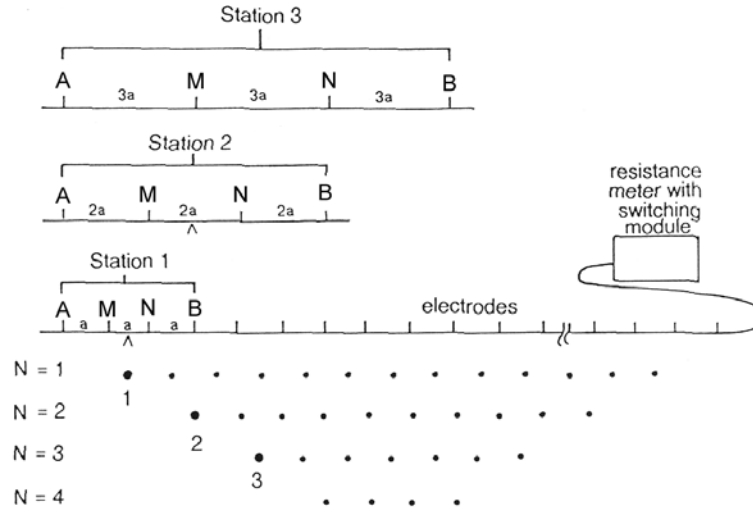 Station 3
A M N B
3a 3a 3a
Station 2
A M N B
2a 2a 2a
^
resistance
meter with
switching
module
Station 1
A M N B
a a a
^
electrodes
N = 1
1
N = 2
2
N = 3
3
N = 4